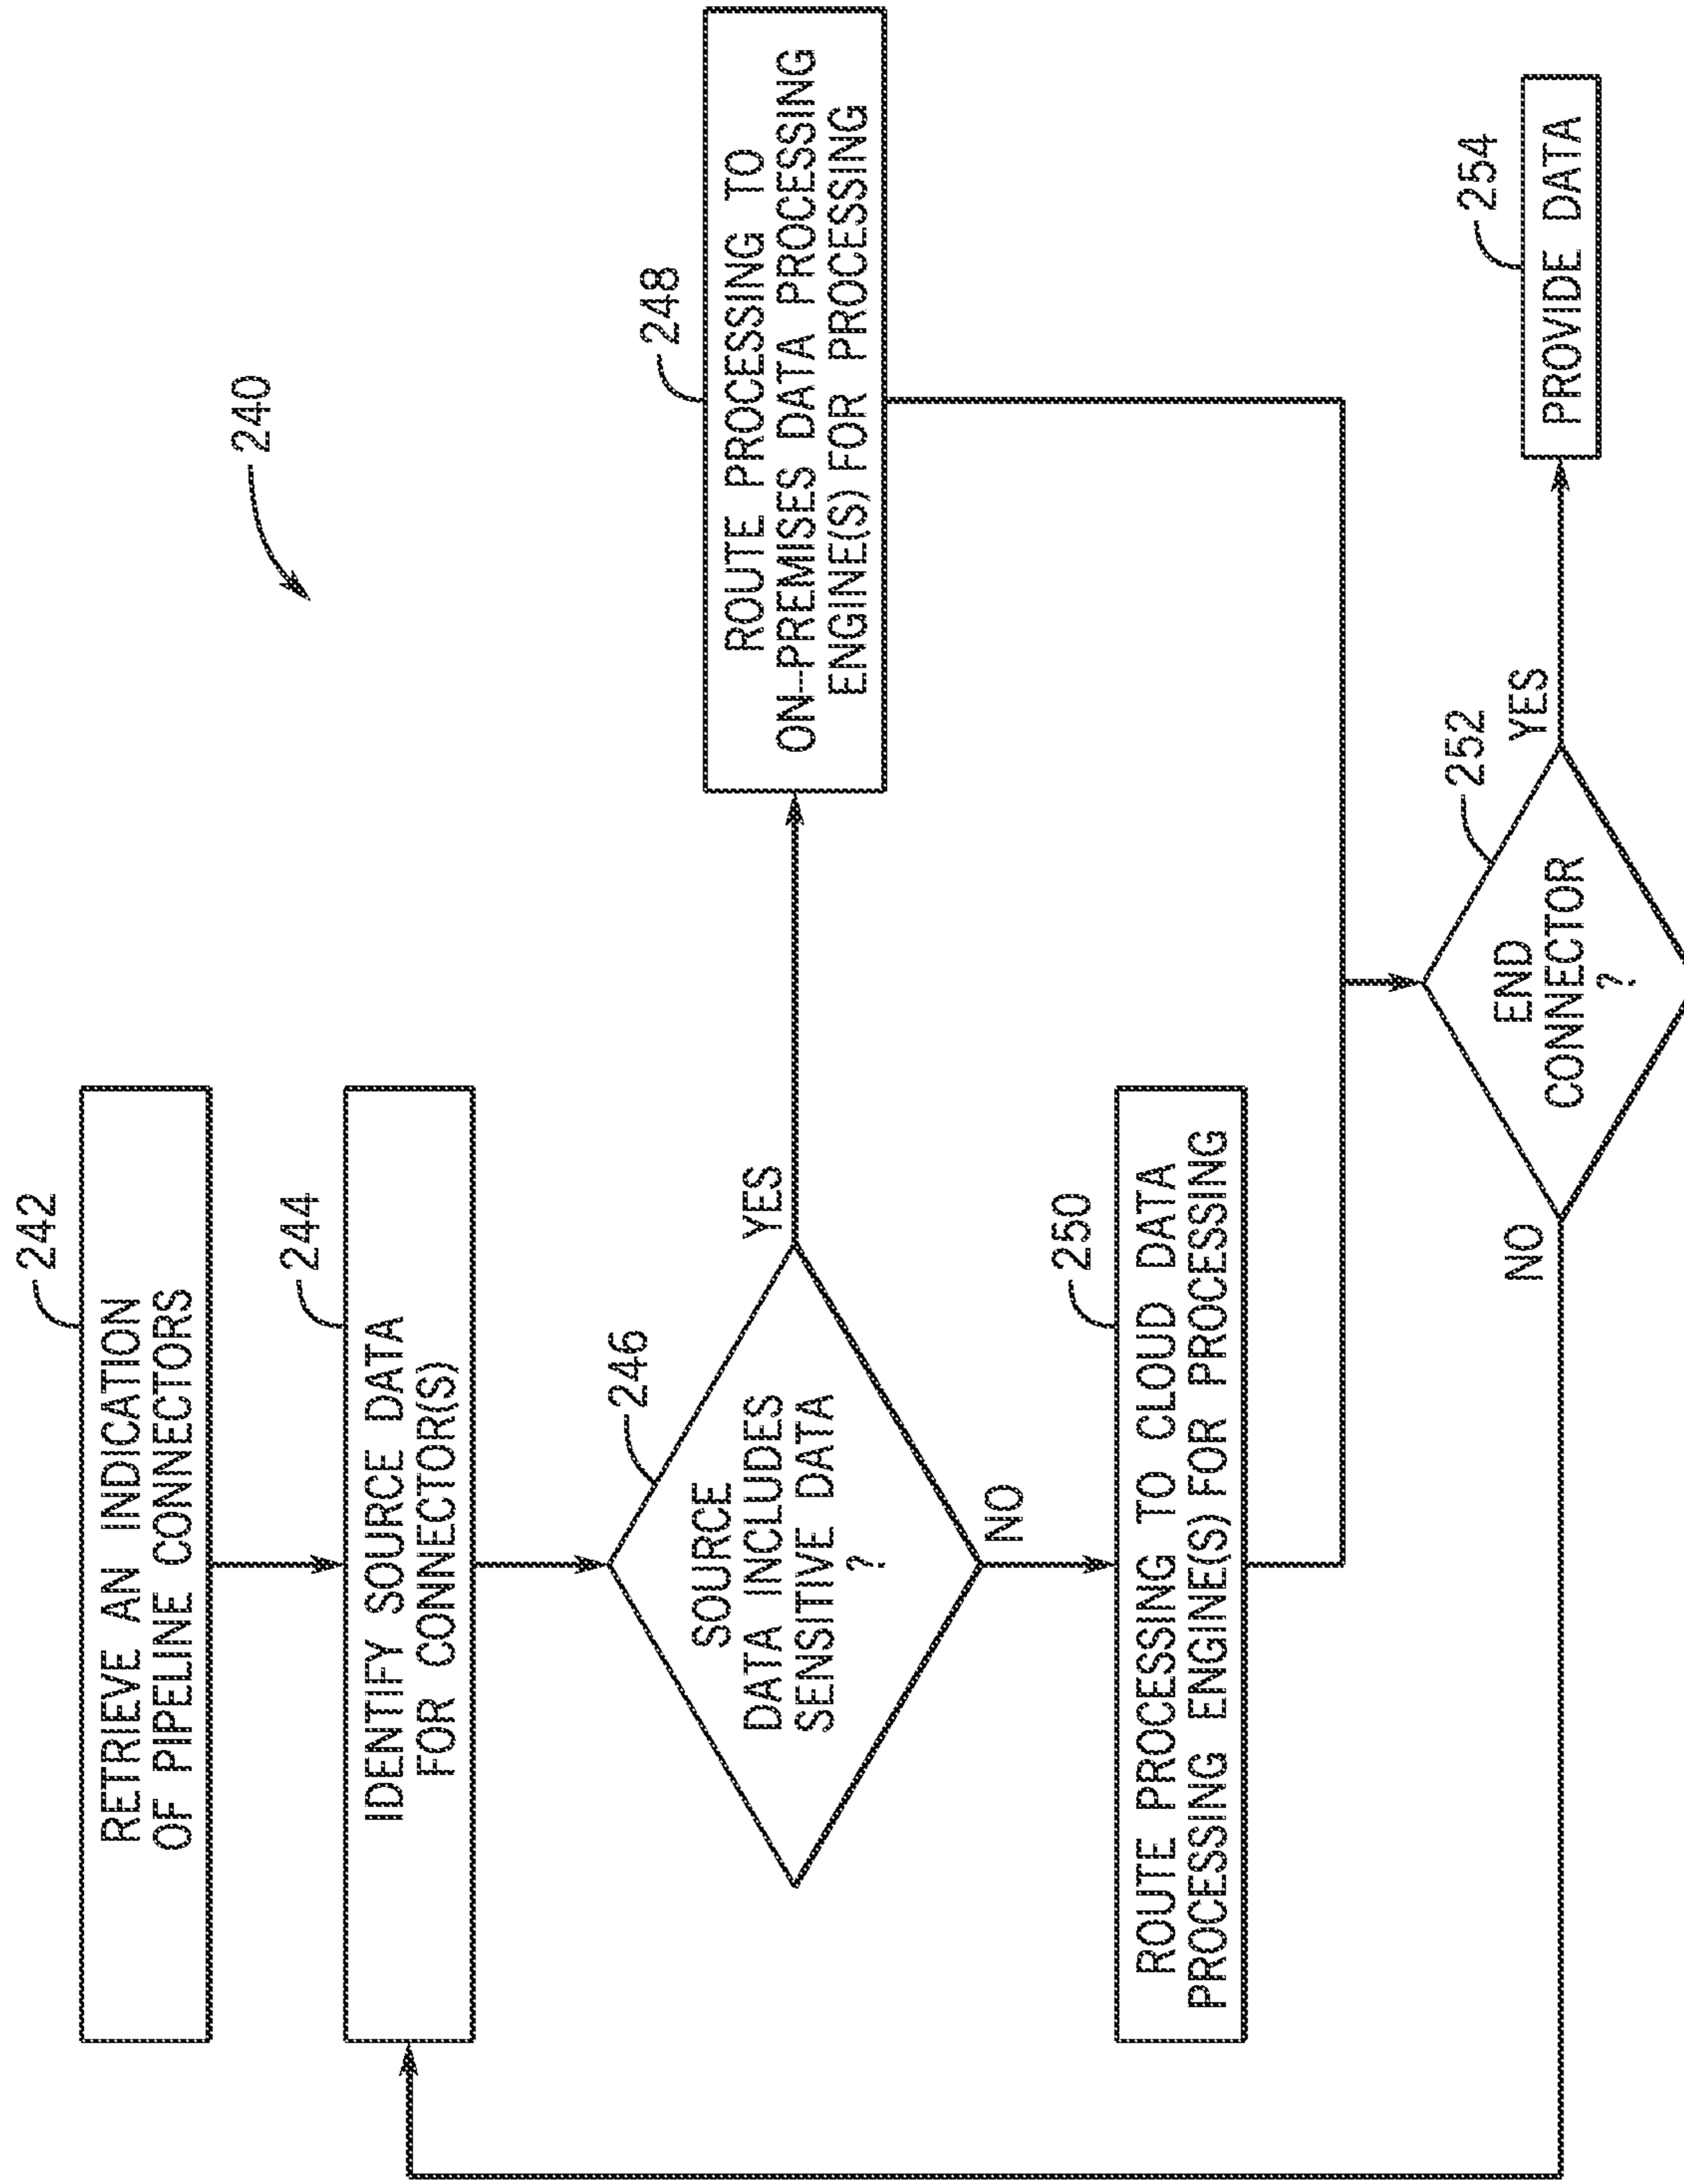 240
242
RETRIEVE AN INDICATION
OF PIPELINE CONNECTORS
244
IDENTIFY SOURCE DATA
FOR CONNECTOR(S)
246
SOURCE
DATA INCLUDES
SENSITIVE DATA
?
YES
248
ROUTE PROCESSING TO
ON-PREMISES DATA PROCESSING
ENGINE(S) FOR PROCESSING
NO
250
ROUTE PROCESSING TO CLOUD DATA
PROCESSING ENGINE(S) FOR PROCESSING
252
END
CONNECTOR
?
NO
YES
254
PROVIDE DATA